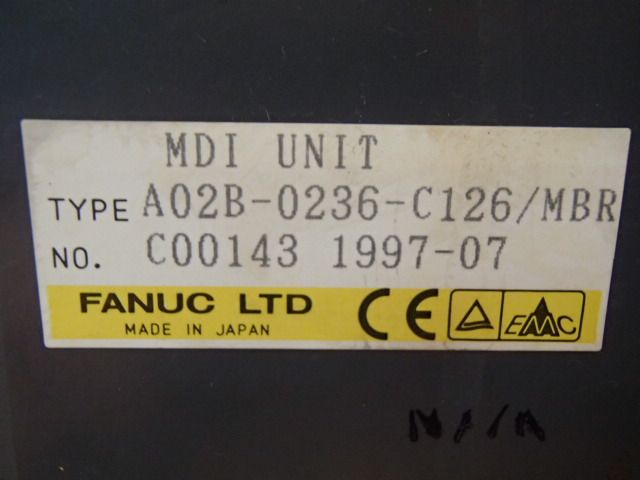 MDI UNIT
TYPE A02B-0236-C126/MBR
NO. C00143 1997-07
FANUC LTD CE EMC
MADE IN JAPAN